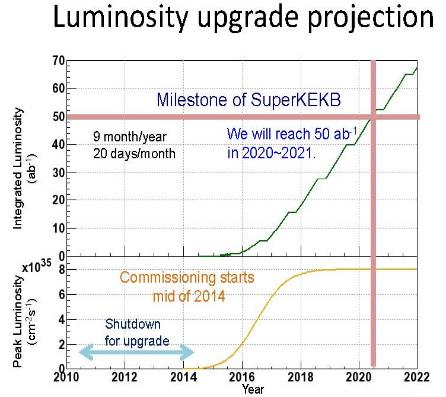 Luminosity upgrade projection
70
60
50
40
30
20
10
0
Integrated Luminosity
(ab⁻¹)
Milestone of SuperKEKB
9 month/year
20 days/month
We will reach 50 ab⁻¹
in 2020~2021.
x10³⁵
8
6
4
2
Peak Luminosity
(cm⁻²s⁻¹)
Commissioning starts
mid of 2014
Shutdown
for upgrade
2010 2012 2014 2016 2018 2020 2022
Year